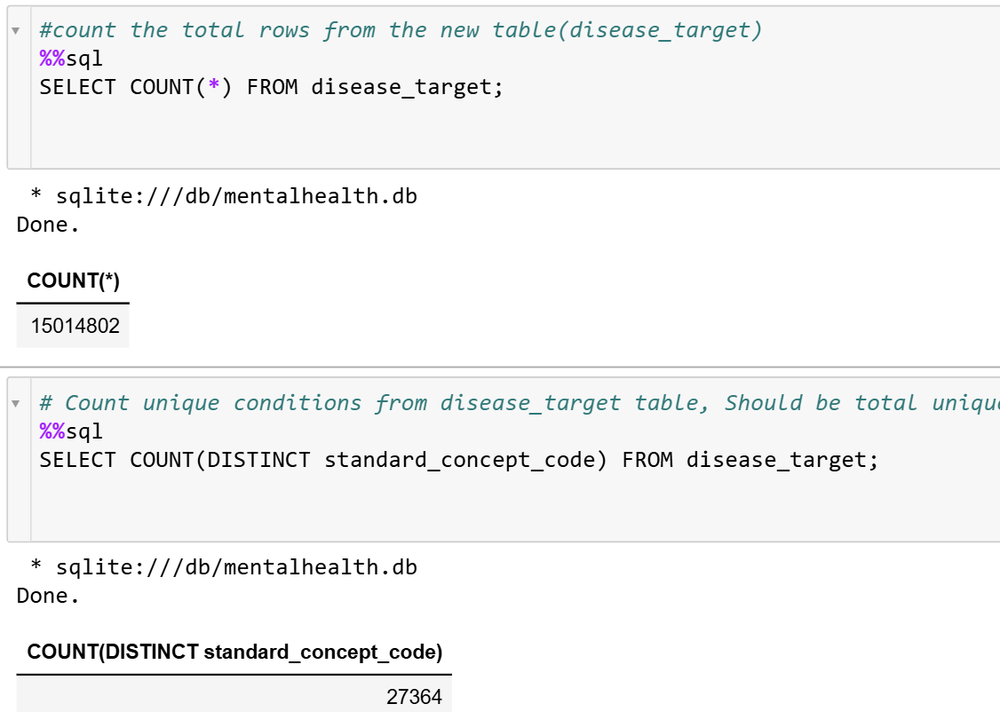 #count the total rows from the new table(disease_target)
%%sql
SELECT COUNT(*) FROM disease_target;
* sqlite:///db/mentalhealth.db
Done.
COUNT(*)
15014802
# Count unique conditions from disease_target table, Should be total unique
%%sql
SELECT COUNT(DISTINCT standard_concept_code) FROM disease_target;
* sqlite:///db/mentalhealth.db
Done.
COUNT(DISTINCT standard_concept_code)
27364